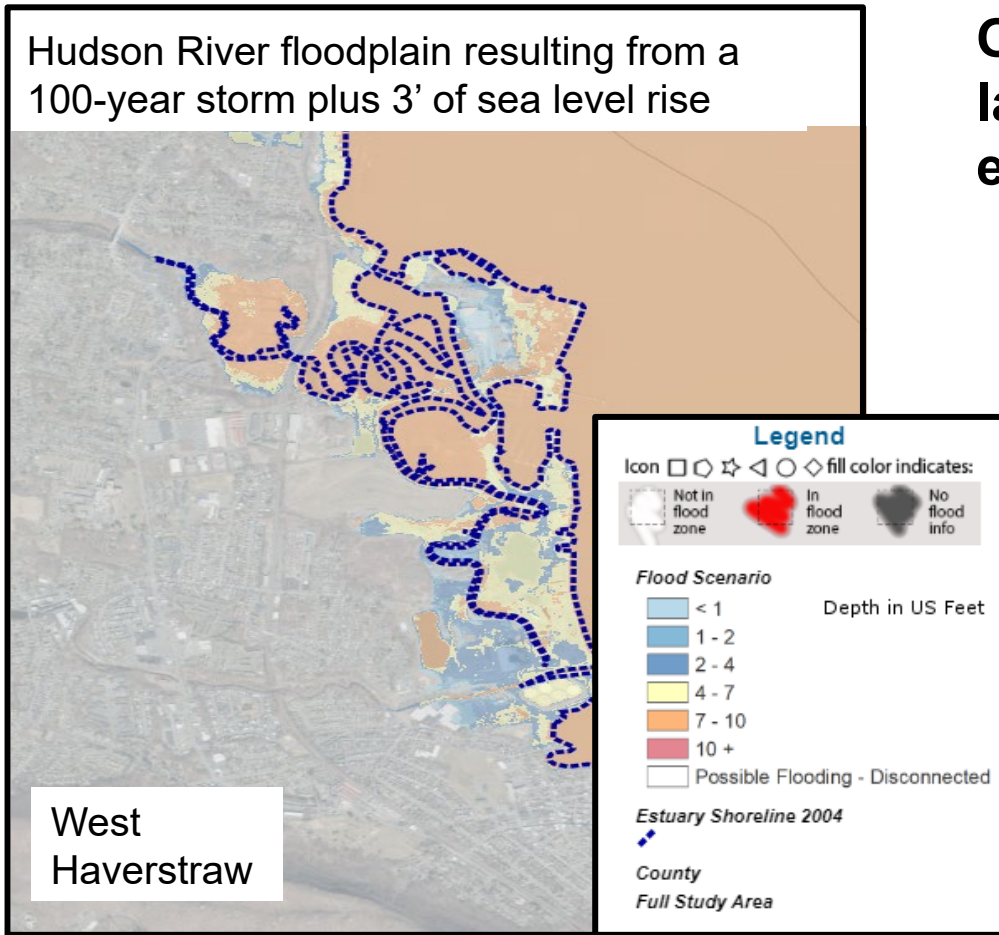 Hudson River floodplain resulting from a
100-year storm plus 3’ of sea level rise
West
Haverstraw
Legend
Icon fill color indicates:
Not in
flood
zone
In
flood
zone
No
flood
info
Flood Scenario
Depth in US Feet
< 1
1 - 2
2 - 4
4 - 7
7 - 10
10 +
Possible Flooding - Disconnected
Estuary Shoreline 2004
County
Full Study Area